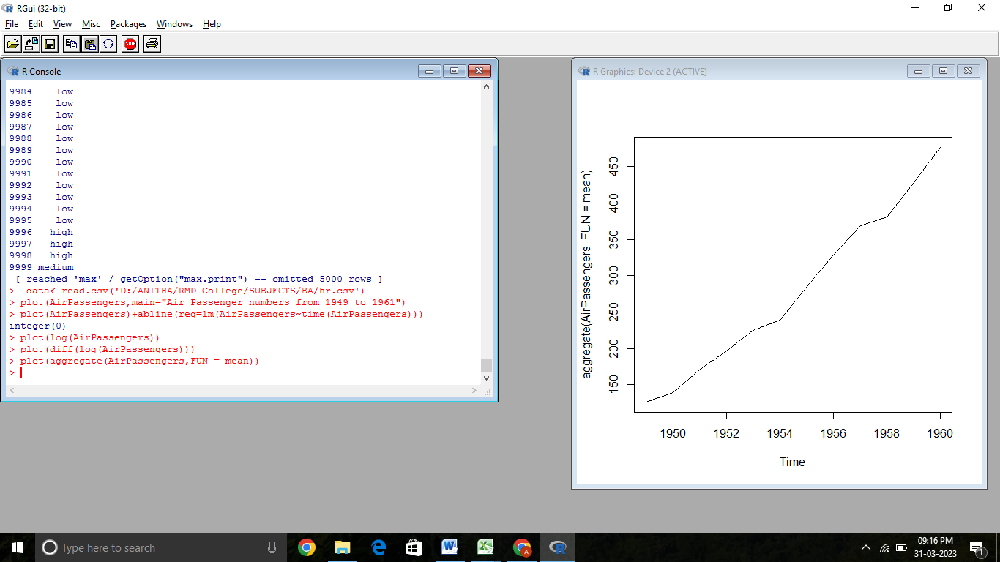 RGui (32-bit)
File Edit View Misc Packages Windows Help
STOP
R Console
9984 low
9985 low
9986 low
9987 low
9988 low
9989 low
9990 low
9991 low
9992 low
9993 low
9994 low
9995 low
9996 high
9997 high
9998 high
9999 medium
[ reached 'max' / getOption("max.print") -- omitted 5000 rows ]
> data<-read.csv('D:/ANITHA/RMD College/SUBJECTS/BA/hr.csv')
> plot(AirPassengers,main="Air Passenger numbers from 1949 to 1961")
> plot(AirPassengers)+abline(reg=lm(AirPassengers~time(AirPassengers)))
integer(0)
> plot(log(AirPassengers))
> plot(diff(log(AirPassengers)))
> plot(aggregate(AirPassengers,FUN = mean))
>
R Graphics: Device 2 (ACTIVE)
aggregate(AirPassengers, FUN = mean)
450
400
350
300
250
200
150
1950 1952 1954 1956 1958 1960
Time
Type here to search
09:16 PM
31-03-2023
1